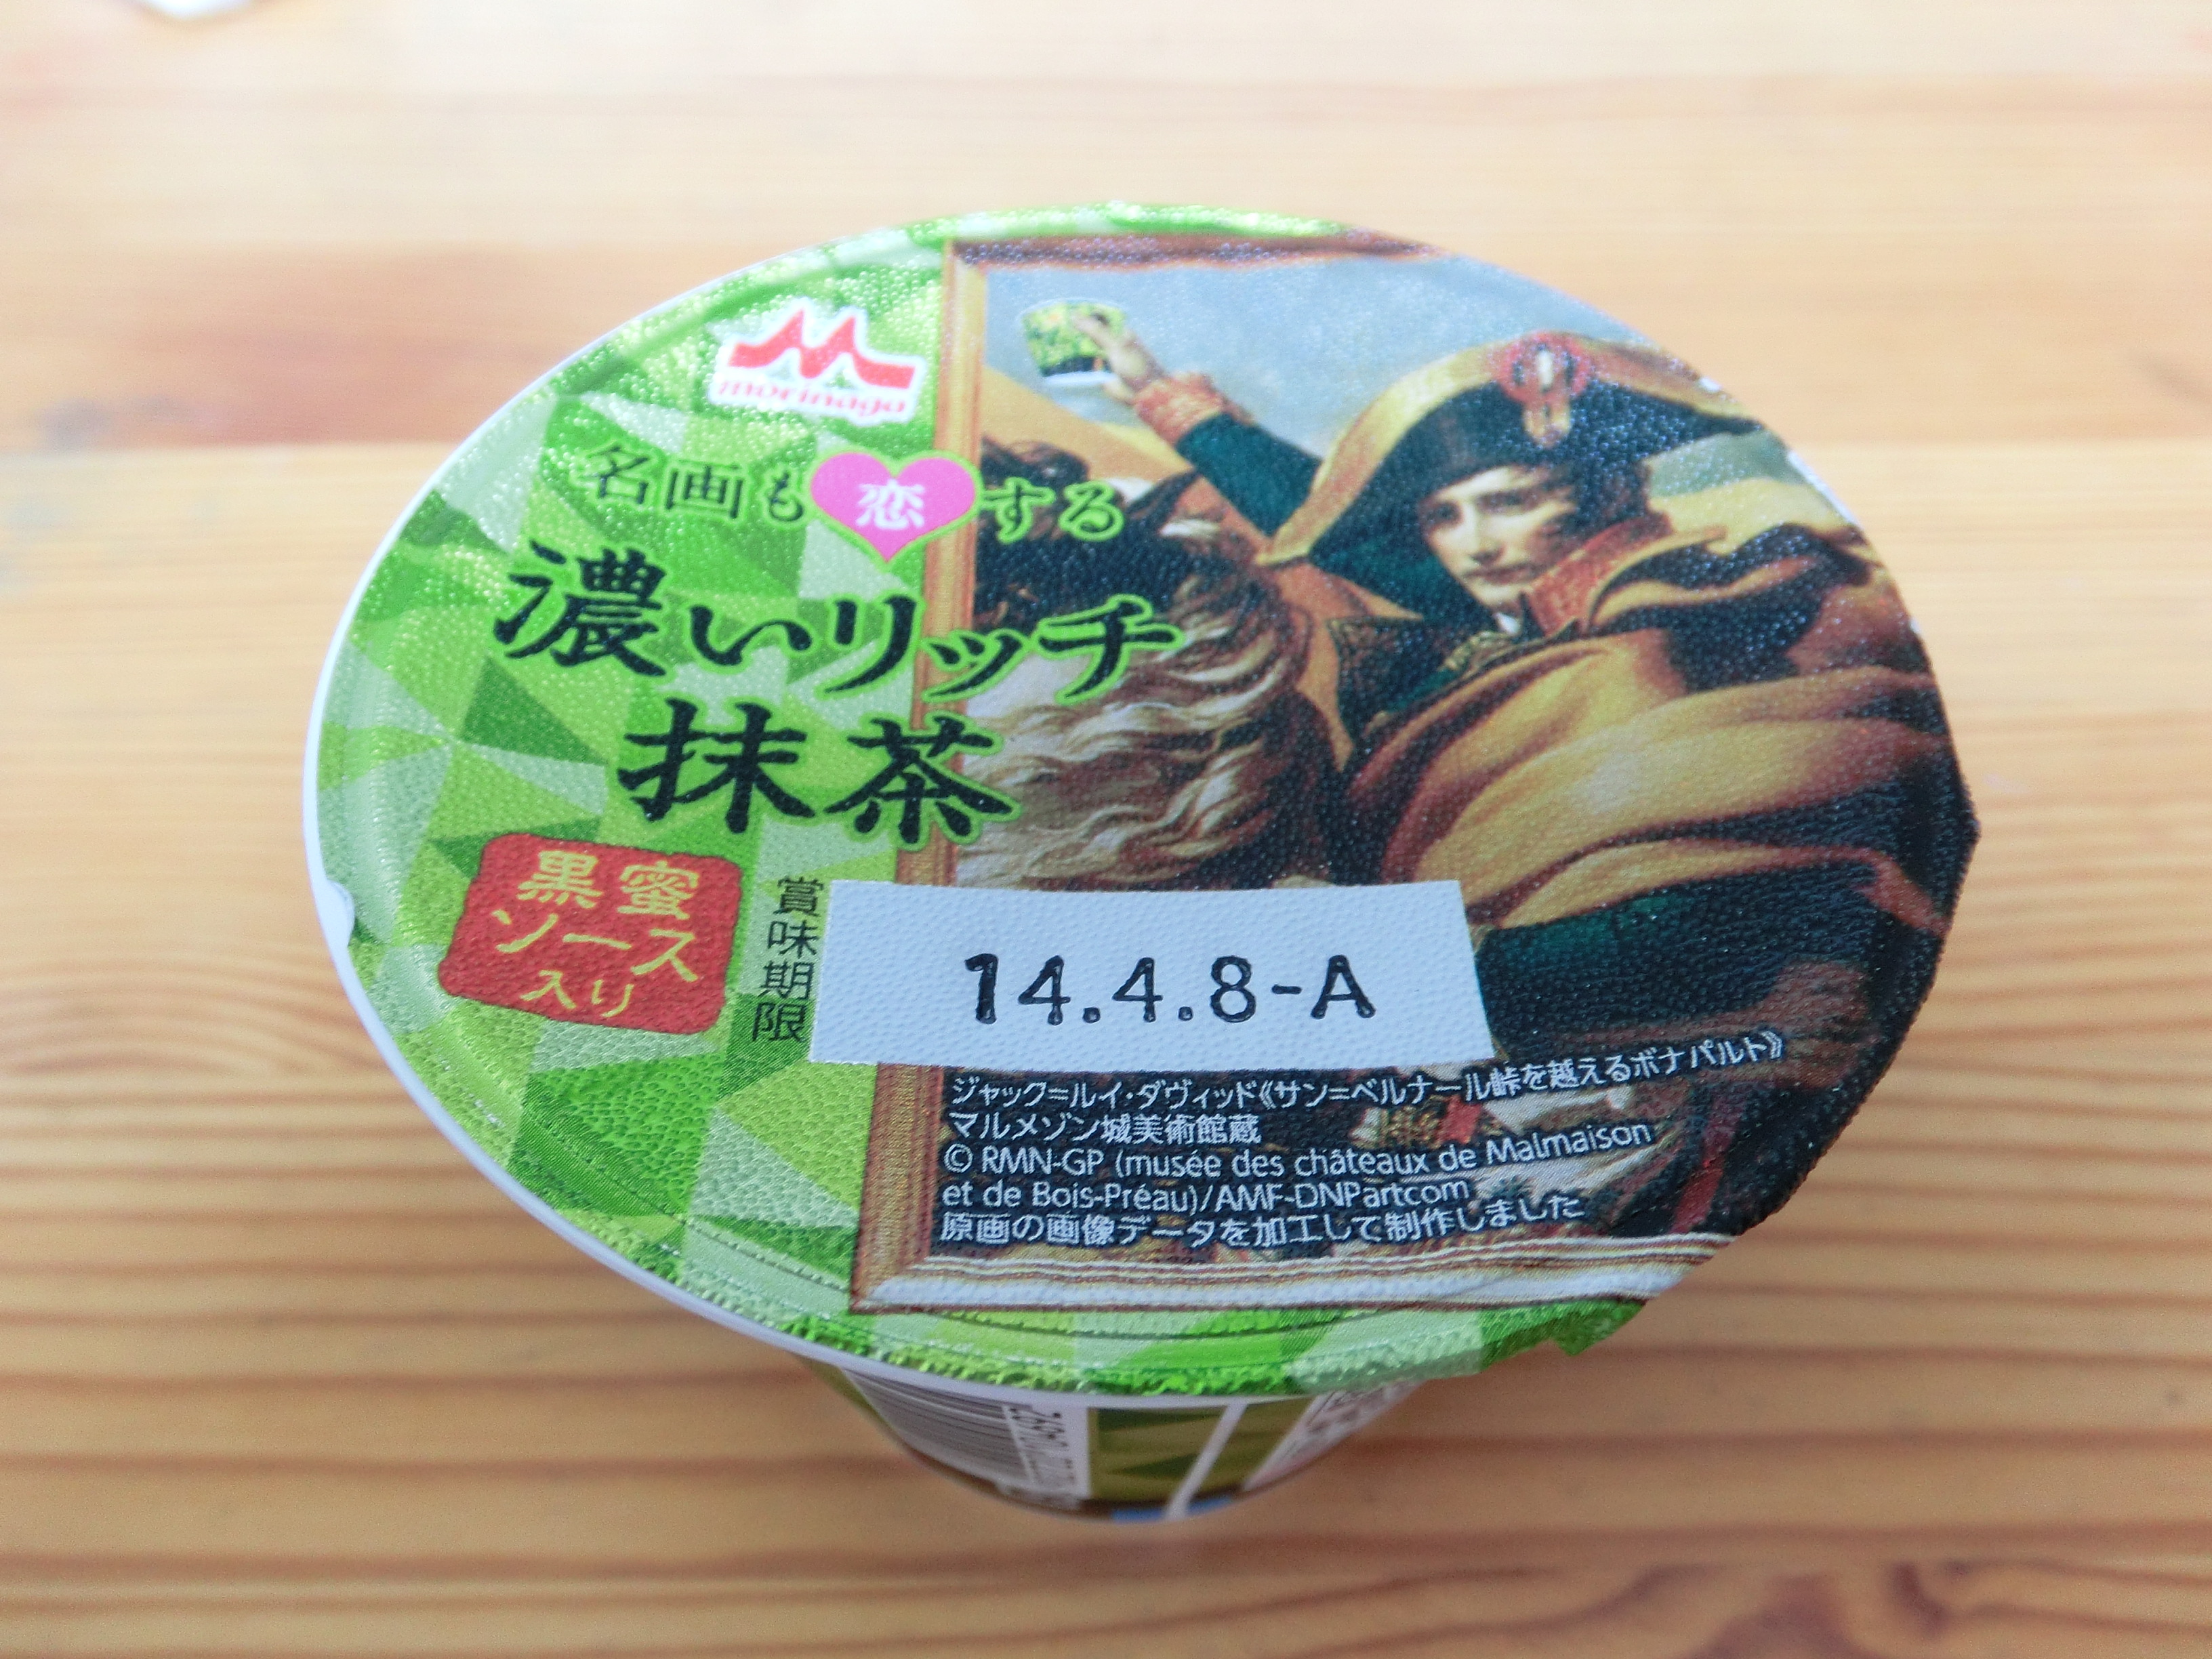 morinaga
名画も恋する
濃いリッチ
抹茶
黒蜜
ソース
入り
賞味期限
14.4.8-A
ジャック=ルイ・ダヴィッド《サン=ベルナール峠を越えるボナパルト》
マルメゾン城美術館蔵
© RMN-GP (musée des châteaux de Malmaison
et de Bois-Préau)/AMF-DNPartcom
原画の画像データを加工して制作しました